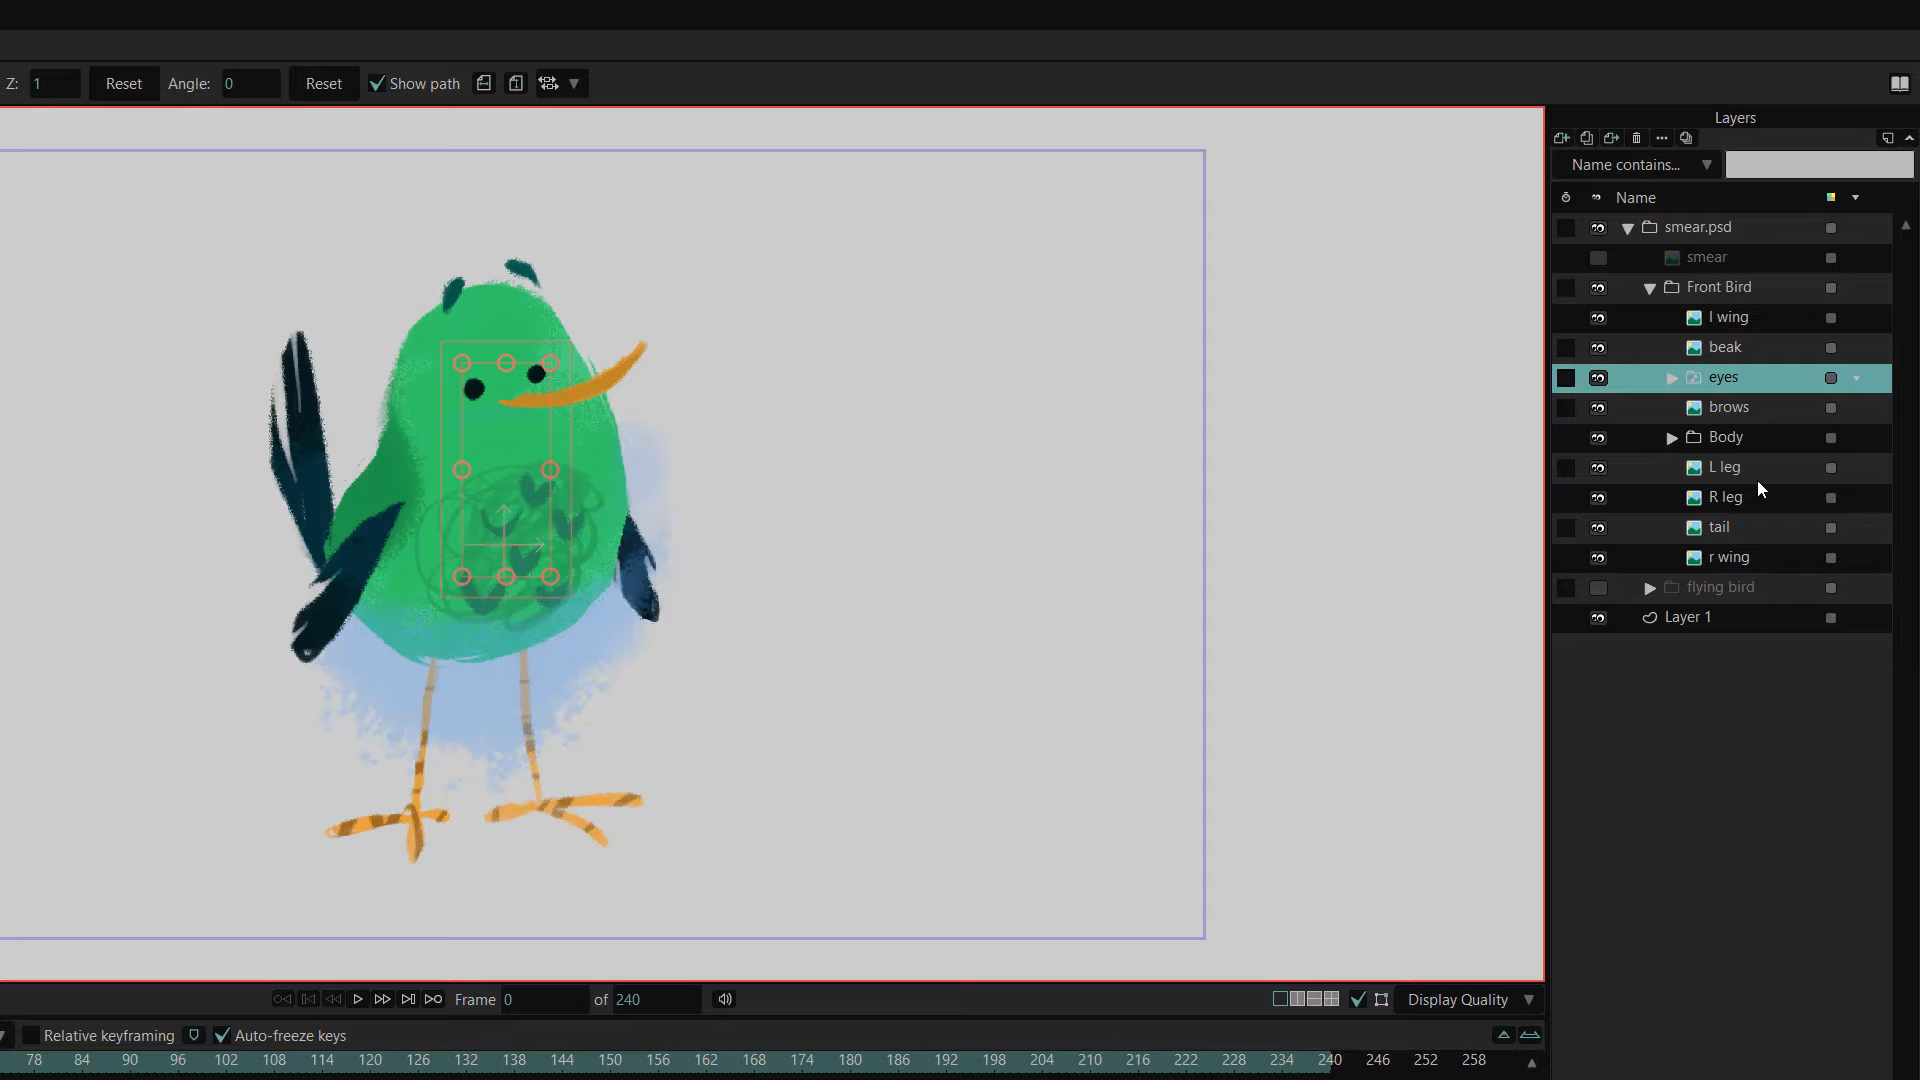 Z: 1 Reset Angle: 0 Reset Show path
Layers
Name contains...
Name
smear.psd
smear
Front Bird
l wing
beak
eyes
brows
Body
L leg
R leg
tail
r wing
flying bird
Layer 1
Frame 0 of 240 Display Quality
Relative keyframing Auto-freeze keys
78 84 90 96 102 108 114 120 126 132 138 144 150 156 162 168 174 180 186 192 198 204 210 216 222 228 234 240 246 252 258